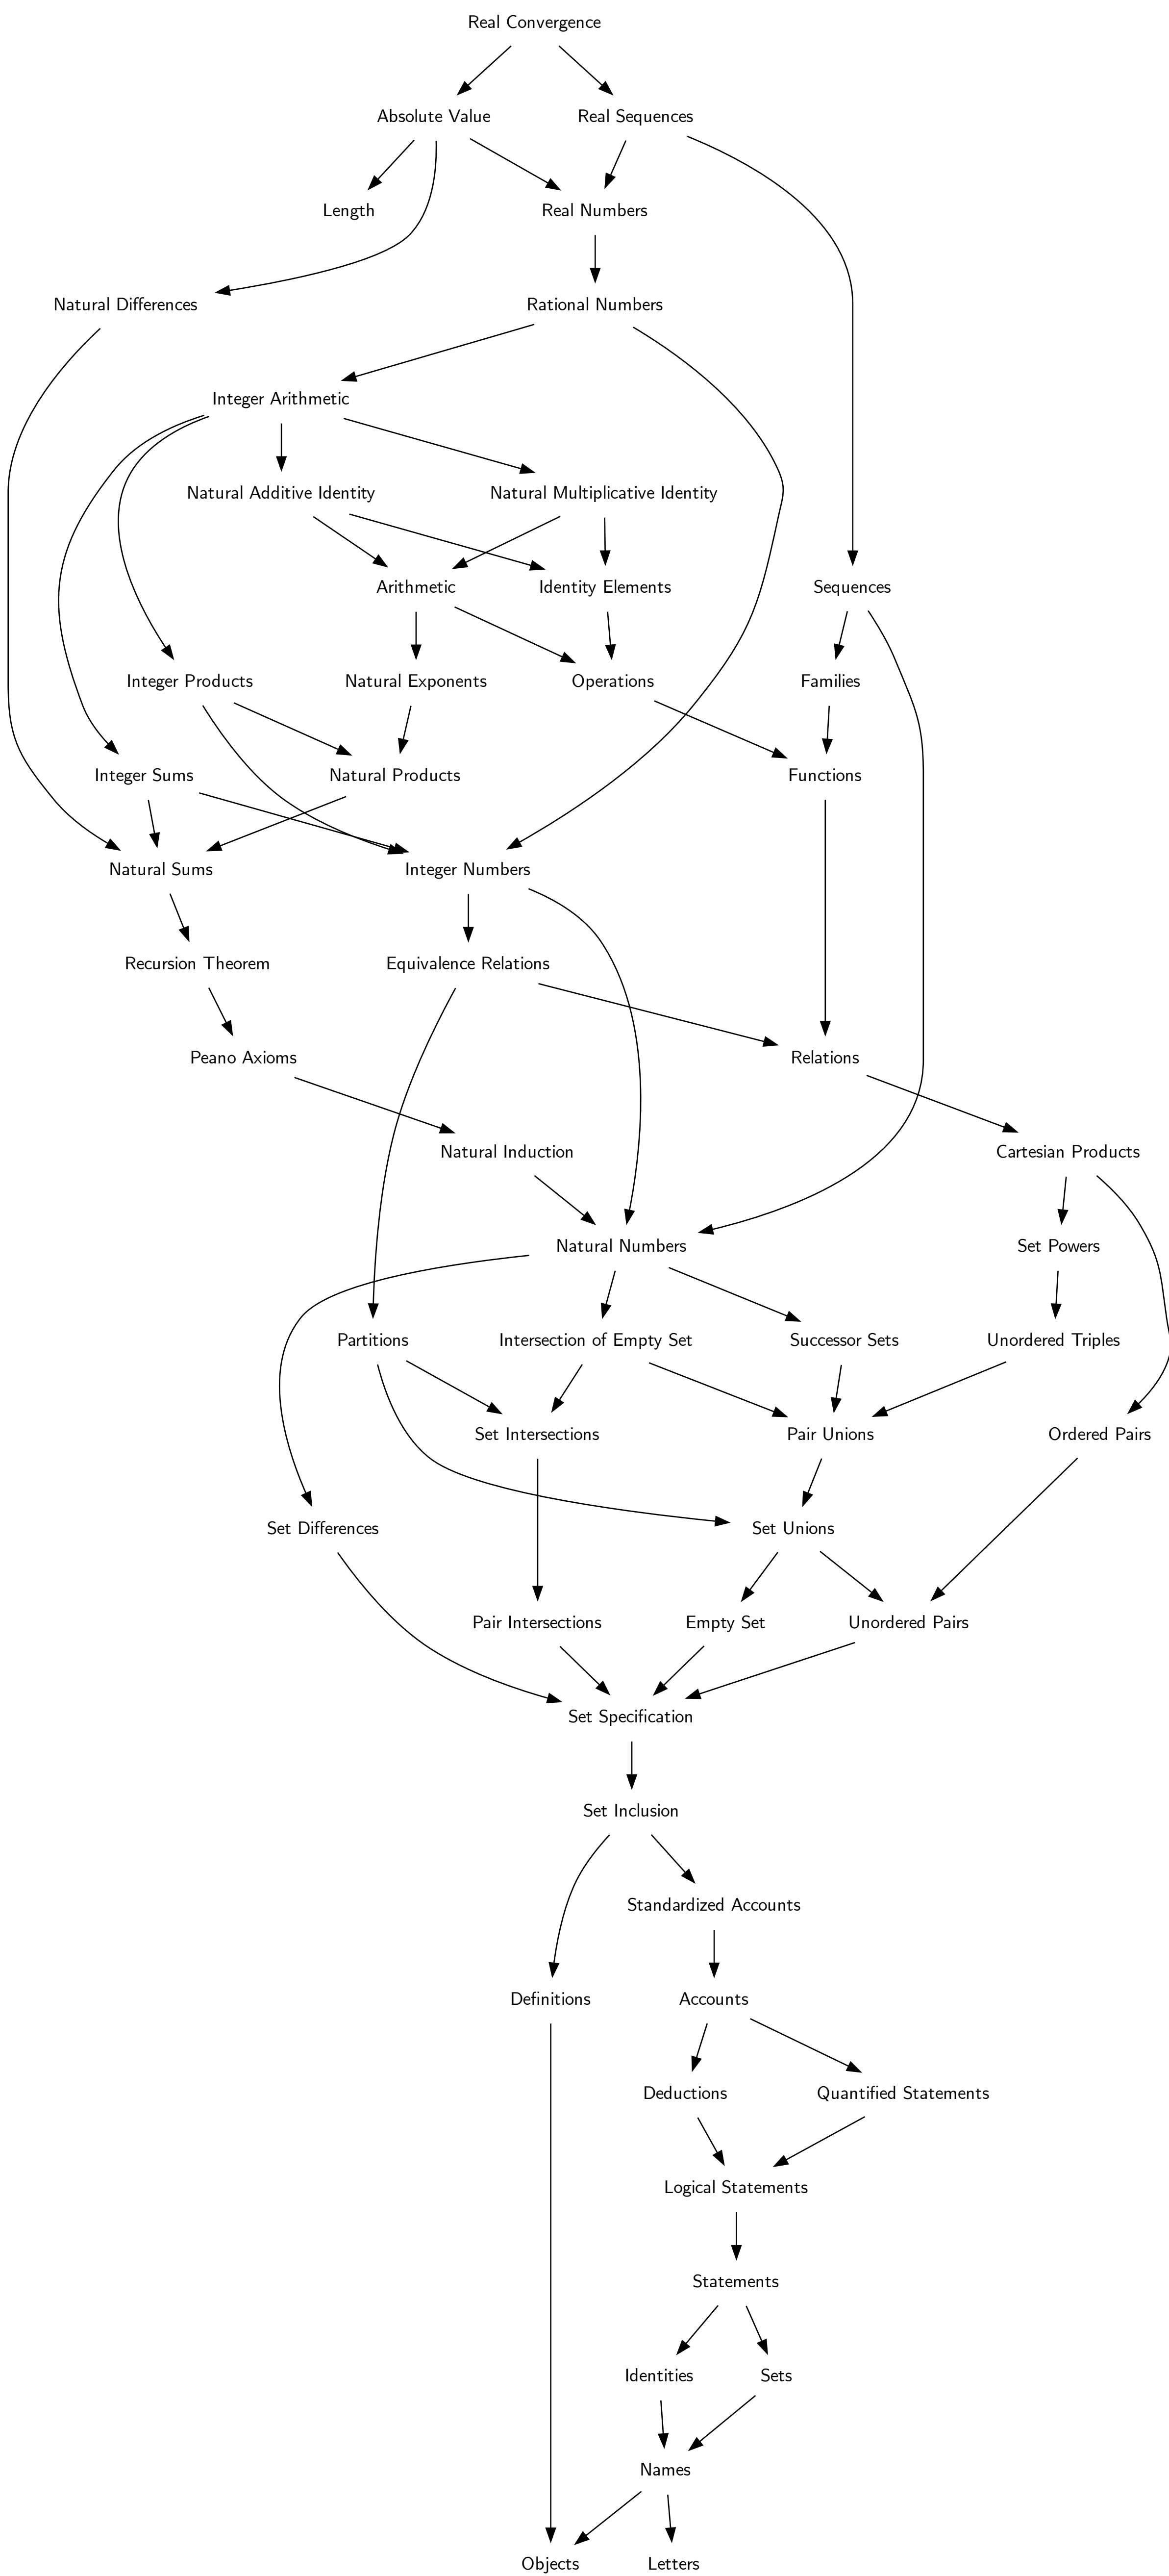 Real Convergence
Absolute Value
Real Sequences
Length
Real Numbers
Natural Differences
Rational Numbers
Integer Arithmetic
Natural Additive Identity
Natural Multiplicative Identity
Arithmetic
Identity Elements
Sequences
Integer Products
Natural Exponents
Operations
Families
Integer Sums
Natural Products
Functions
Natural Sums
Integer Numbers
Recursion Theorem
Equivalence Relations
Peano Axioms
Relations
Natural Induction
Cartesian Products
Natural Numbers
Set Powers
Partitions
Intersection of Empty Set
Successor Sets
Unordered Triples
Set Intersections
Pair Unions
Ordered Pairs
Set Differences
Set Unions
Pair Intersections
Empty Set
Unordered Pairs
Set Specification
Set Inclusion
Standardized Accounts
Definitions
Accounts
Deductions
Quantified Statements
Logical Statements
Statements
Identities
Sets
Names
Objects
Letters